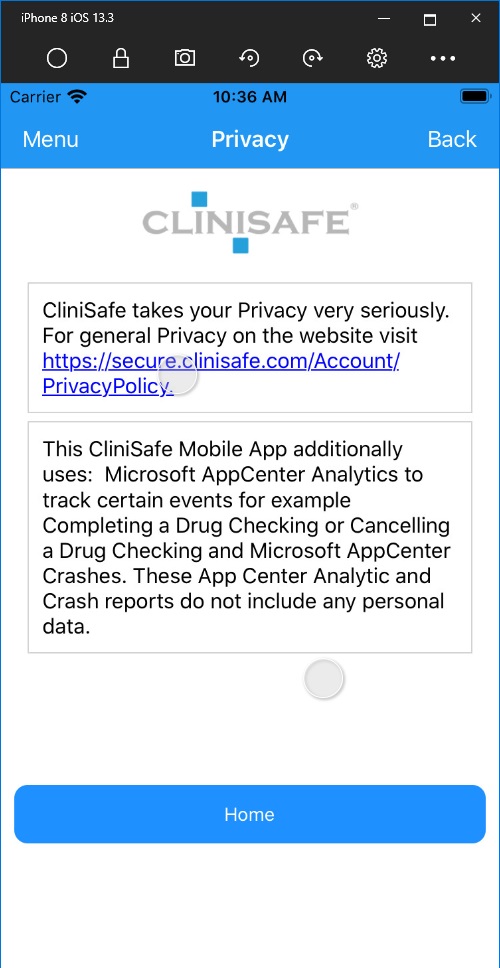 iPhone 8 iOS 13.3
Carrier 10:36 AM
Menu Privacy Back
CLINISAFE®
CliniSafe takes your Privacy very seriously.
For general Privacy on the website visit
https://secure.clinisafe.com/Account/
PrivacyPolicy.
This CliniSafe Mobile App additionally
uses:  Microsoft AppCenter Analytics to
track certain events for example
Completing a Drug Checking or Cancelling
a Drug Checking and Microsoft AppCenter
Crashes. These App Center Analytic and
Crash reports do not include any personal
data.
Home